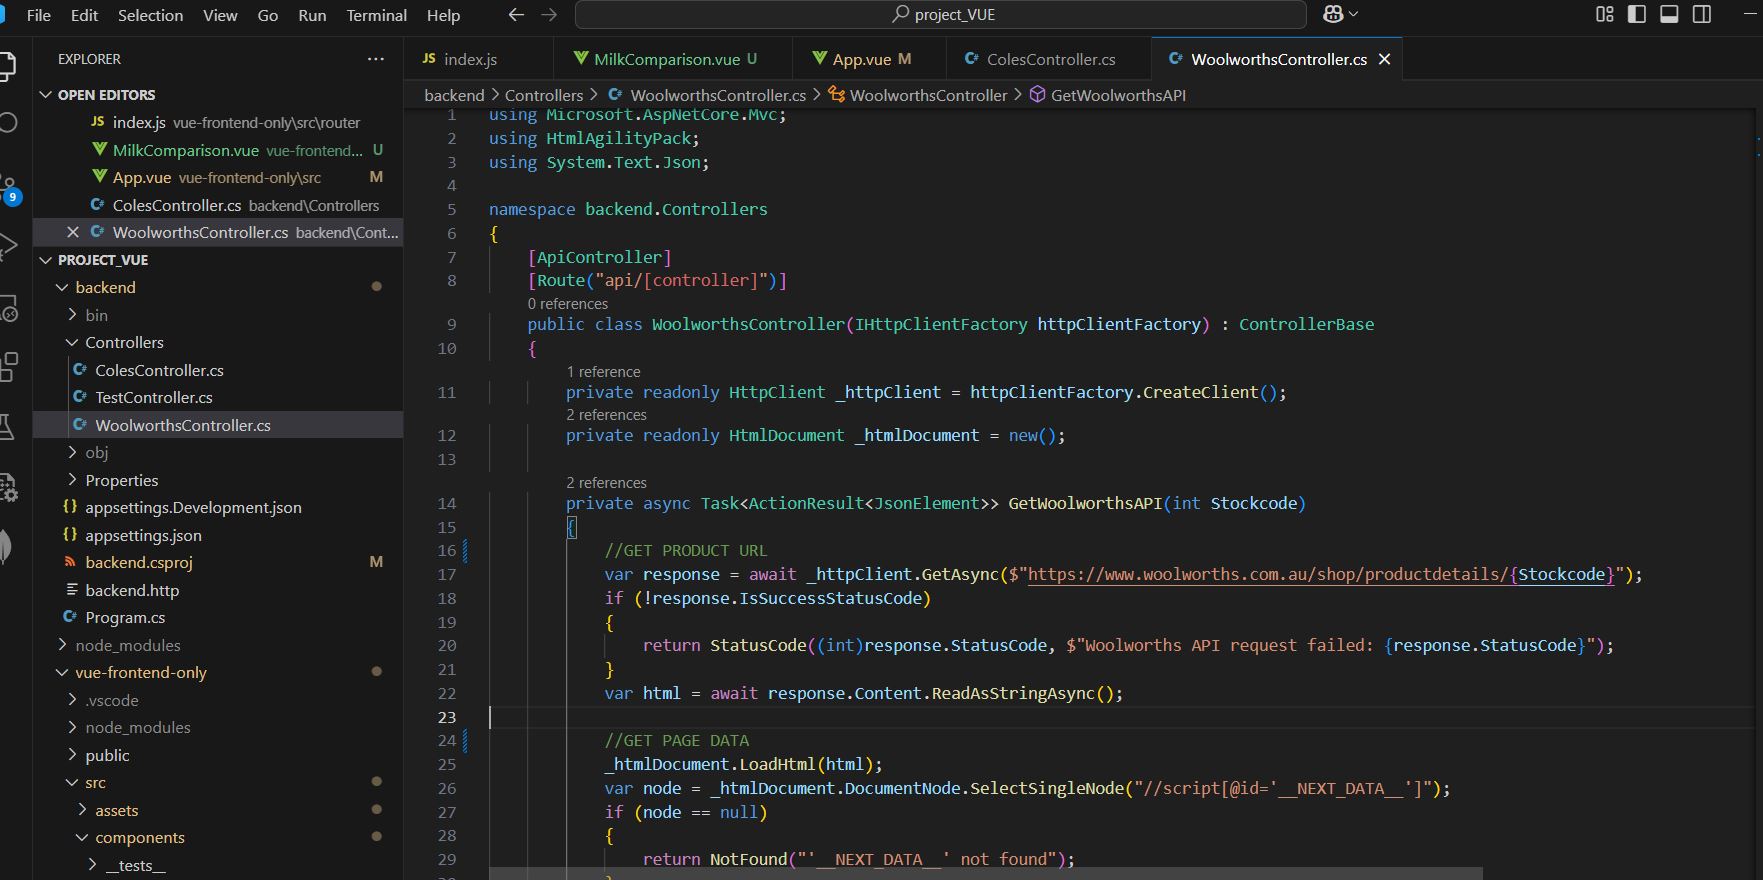 File Edit Selection View Go Run Terminal Help project_VUE
EXPLORER ...
OPEN EDITORS
JS index.js vue-frontend-only\src\router
MilkComparison.vue vue-frontend... U
App.vue vue-frontend-only\src M
ColesController.cs backend\Controllers
WoolworthsController.cs backend\Cont...
9
PROJECT_VUE
backend
bin
Controllers
ColesController.cs
TestController.cs
WoolworthsController.cs
obj
Properties
{} appsettings.Development.json
{} appsettings.json
backend.csproj M
backend.http
Program.cs
node_modules
vue-frontend-only
.vscode
node_modules
public
src
assets
components
__tests__
JS index.js MilkComparison.vue U App.vue M ColesController.cs WoolworthsController.cs
backend > Controllers > WoolworthsController.cs > WoolworthsController > GetWoolworthsAPI
1 using Microsoft.AspNetCore.Mvc;
2 using HtmlAgilityPack;
3 using System.Text.Json;
4
5 namespace backend.Controllers
6 {
7 [ApiController]
8 [Route("api/[controller]")]
0 references
9 public class WoolworthsController(IHttpClientFactory httpClientFactory) : ControllerBase
10 {
1 reference
11 private readonly HttpClient _httpClient = httpClientFactory.CreateClient();
2 references
12 private readonly HtmlDocument _htmlDocument = new();
13
2 references
14 private async Task<ActionResult<JsonElement>> GetWoolworthsAPI(int Stockcode)
15 {
16 //GET PRODUCT URL
17 var response = await _httpClient.GetAsync($"https://www.woolworths.com.au/shop/productdetails/{Stockcode}");
18 if (!response.IsSuccessStatusCode)
19 {
20 return StatusCode((int)response.StatusCode, $"Woolworths API request failed: {response.StatusCode}");
21 }
22 var html = await response.Content.ReadAsStringAsync();
23
24 //GET PAGE DATA
25 _htmlDocument.LoadHtml(html);
26 var node = _htmlDocument.DocumentNode.SelectSingleNode("//script[@id='__NEXT_DATA__']");
27 if (node == null)
28 {
29 return NotFound("'__NEXT_DATA__' not found");